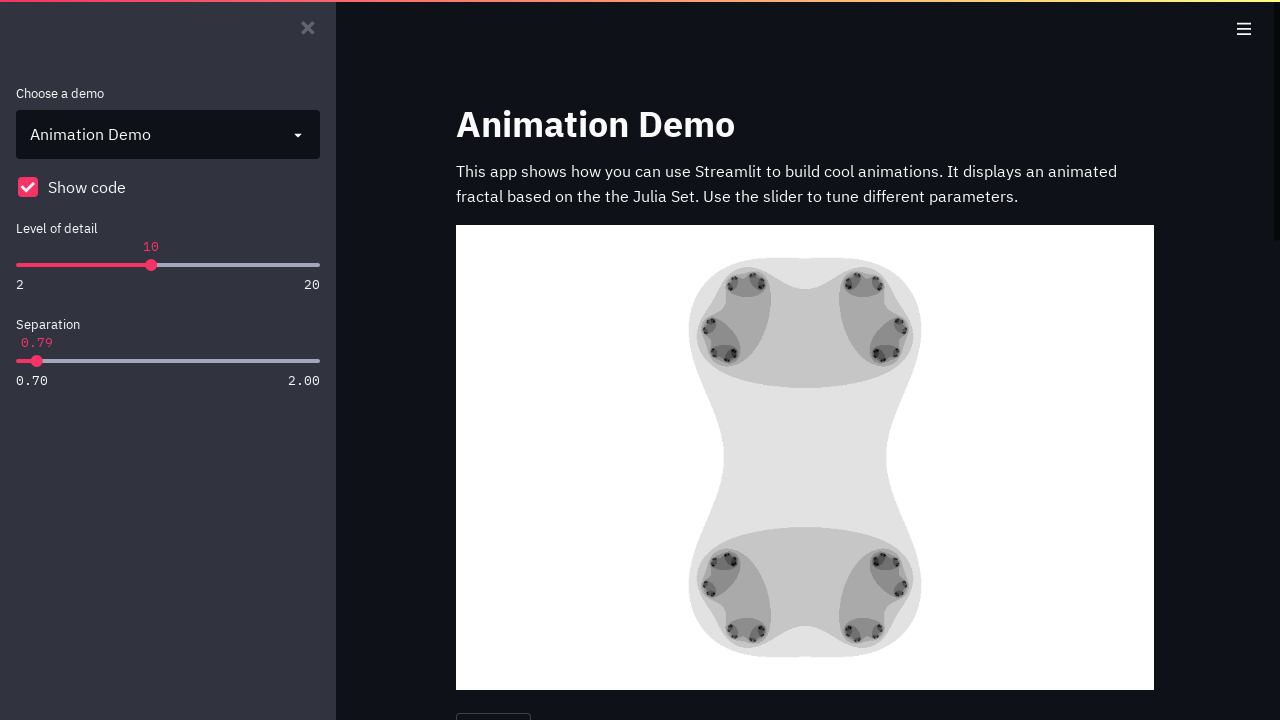 Choose a demo
Animation Demo
Show code
Level of detail
10
2 20
Separation
0.79
0.70 2.00
Animation Demo
This app shows how you can use Streamlit to build cool animations. It displays an animated
fractal based on the the Julia Set. Use the slider to tune different parameters.